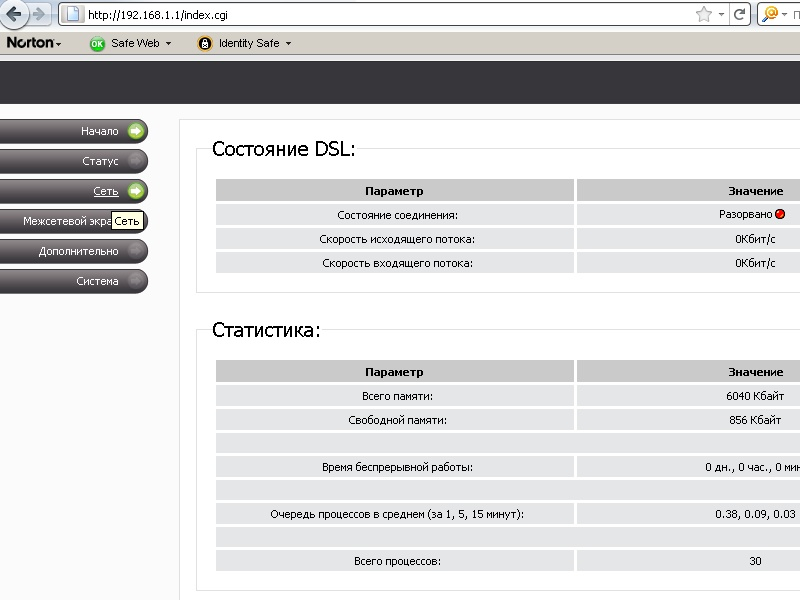 http://192.168.1.1/index.cgi
Norton
OK Safe Web
Identity Safe
Начало
Статус
Сеть
Межсетевой экра
Сеть
Дополнительно
Система
Состояние DSL:
Параметр Значение
Состояние соединения: Разорвано
Скорость исходящего потока: 0Кбит/с
Скорость входящего потока: 0Кбит/с
Статистика:
Параметр Значение
Всего памяти: 6040 Кбайт
Свободной памяти: 856 Кбайт
Время беспрерывной работы: 0 дн., 0 час., 0 мин
Очередь процессов в среднем (за 1, 5, 15 минут): 0.38, 0.09, 0.03
Всего процессов: 30